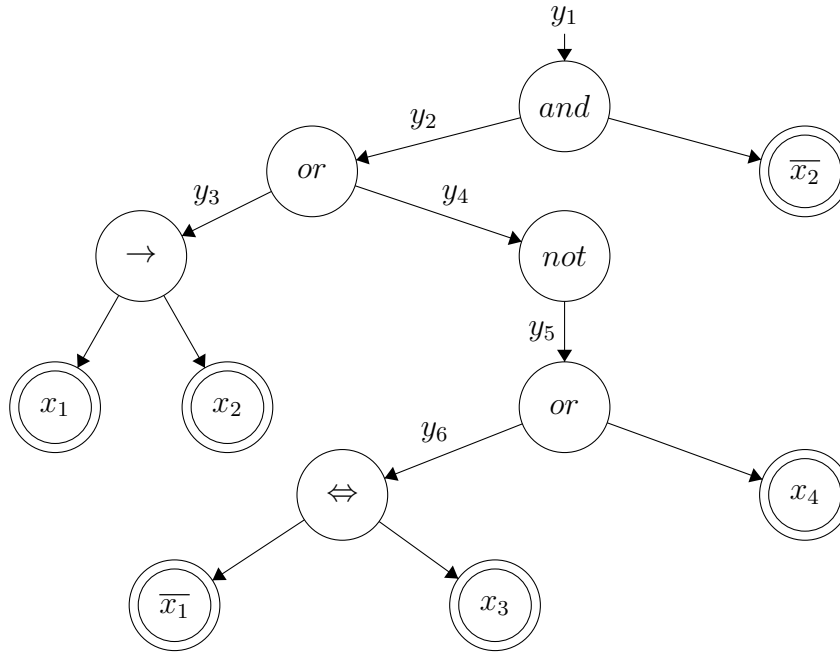 y₁
and
y₂
or
x̅₂
y₃
y₄
→
not
y₅
x₁
x₂
or
y₆
⇔
x₄
x̅₁
x₃